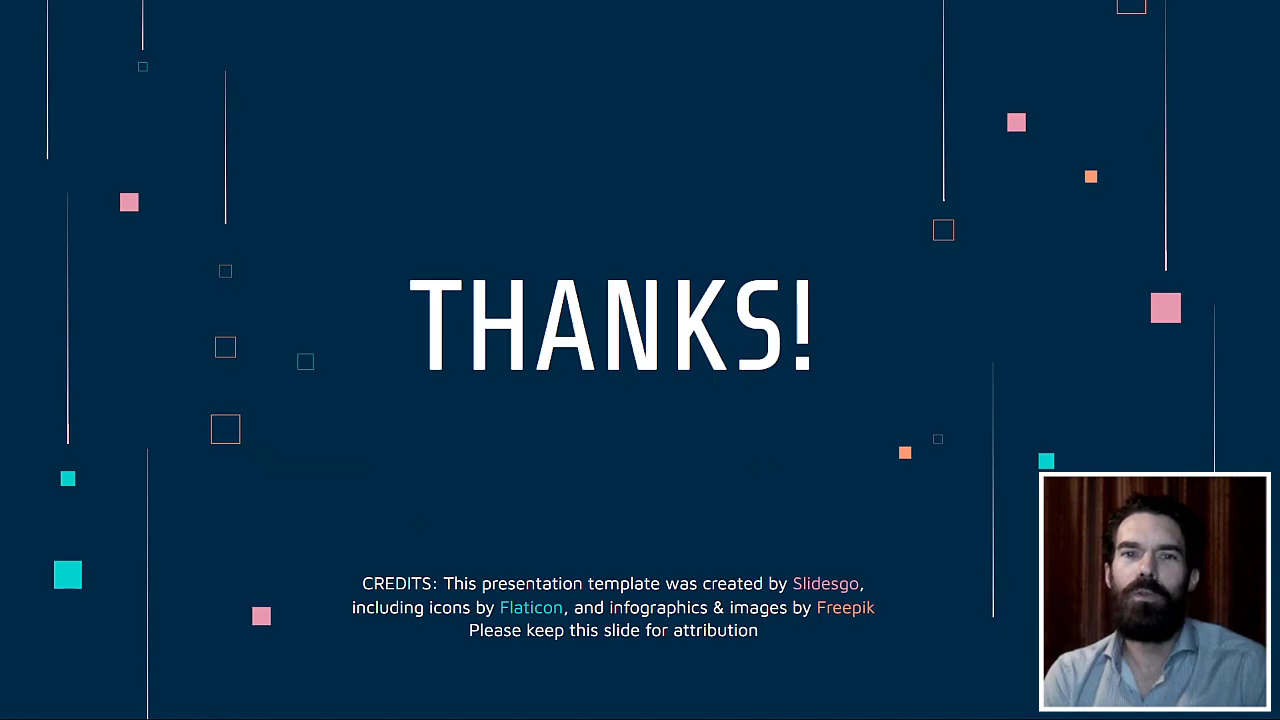 THANKS!
CREDITS: This presentation template was created by Slidesgo,
including icons by Flaticon, and infographics & images by Freepik
Please keep this slide for attribution